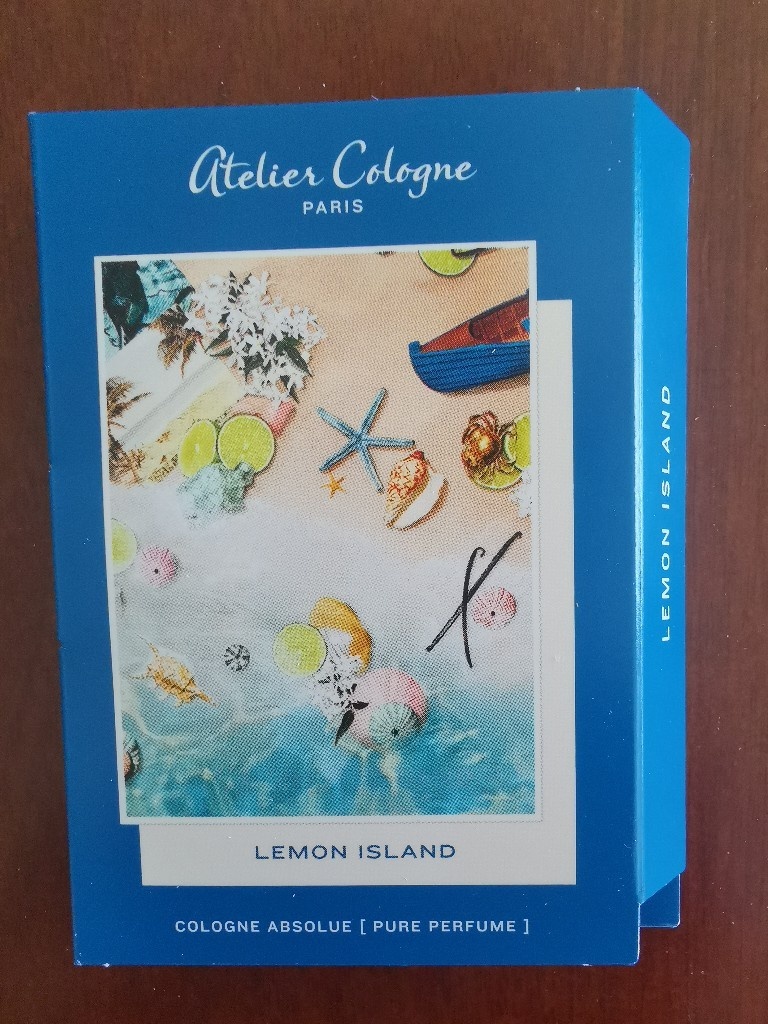 Atelier Cologne
PARIS
LEMON ISLAND
COLOGNE ABSOLUE [ PURE PERFUME ]
LEMON ISLAND